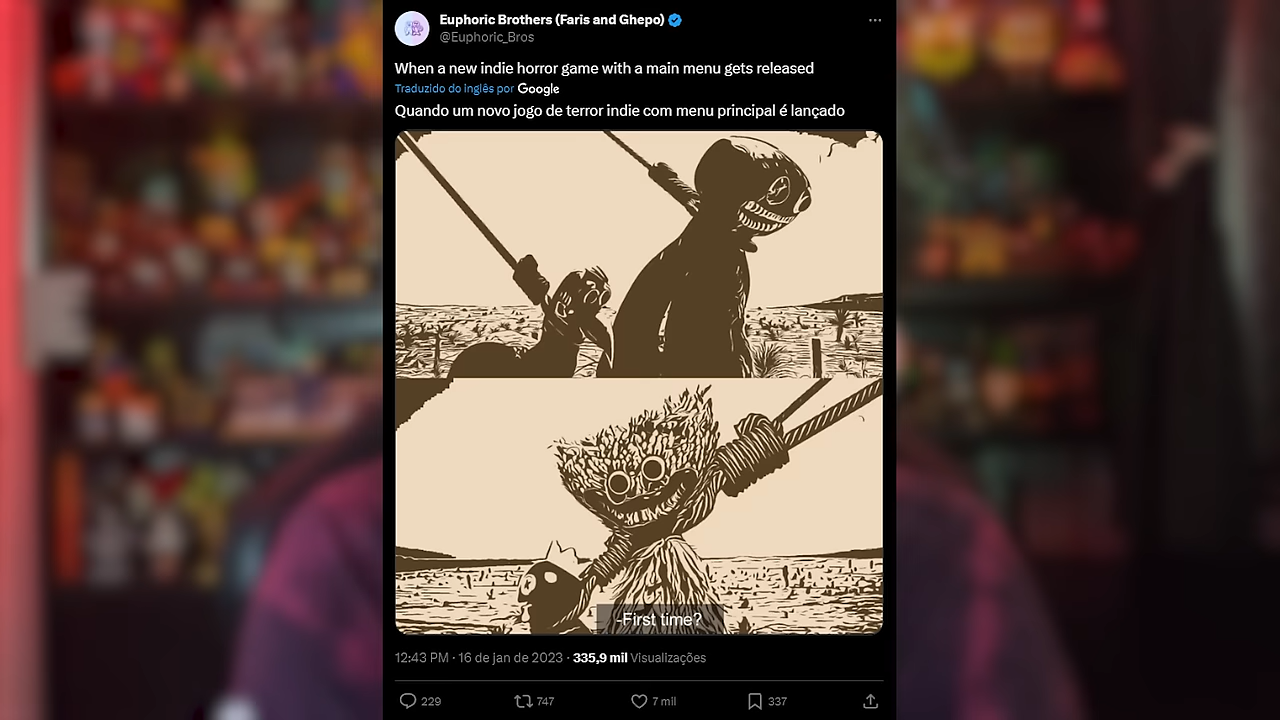 Euphoric Brothers (Faris and Ghepo)
@Euphoric_Bros
When a new indie horror game with a main menu gets released
Traduzido do inglês por Google
Quando um novo jogo de terror indie com menu principal é lançado
-First time?
12:43 PM · 16 de jan de 2023 · 335,9 mil Visualizações
229 747 7 mil 337